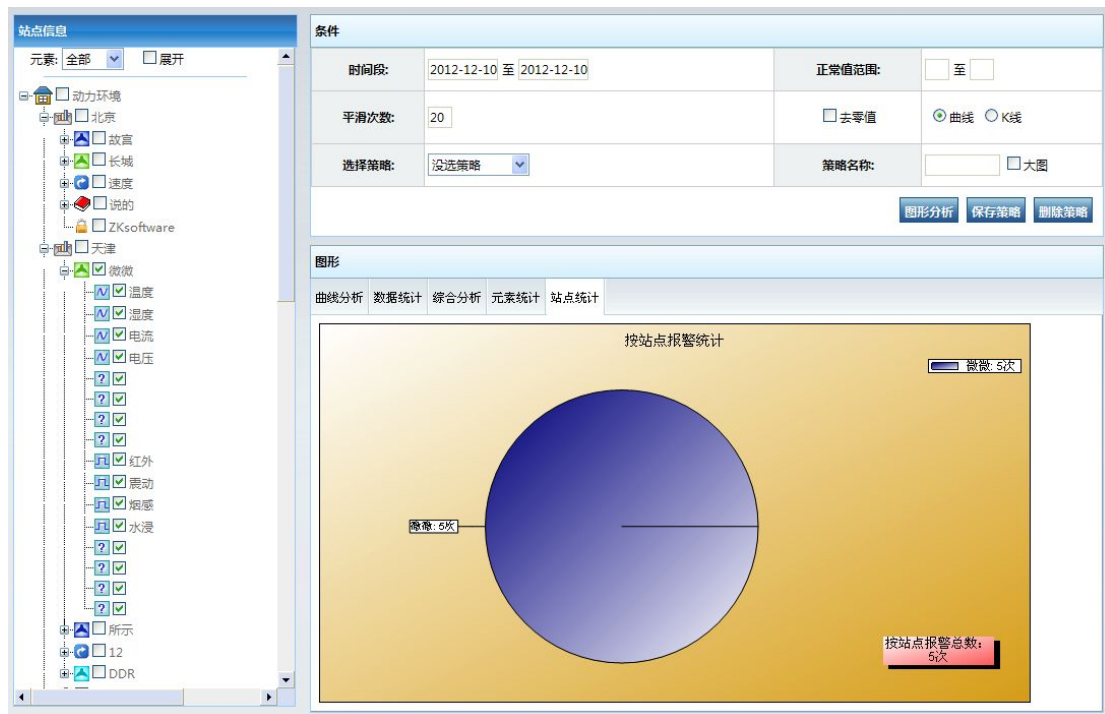 站点信息
元素: 全部 展开
动力环境
北京
故宫
长城
速度
说的
ZKsoftware
天津
微微
温度
湿度
电流
电压
?
?
?
?
红外
震动
烟感
水浸
?
?
?
?
所示
12
DDR
条件
时间段: 2012-12-10 至 2012-12-10 正常值范围: 至
平滑次数: 20 去零值 曲线 K线
选择策略: 没选策略 策略名称: 大图
图形分析 保存策略 删除策略
图形
曲线分析 数据统计 综合分析 元素统计 站点统计
按站点报警统计
微微: 5次
微微: 5次
按站点报警总数:
5次